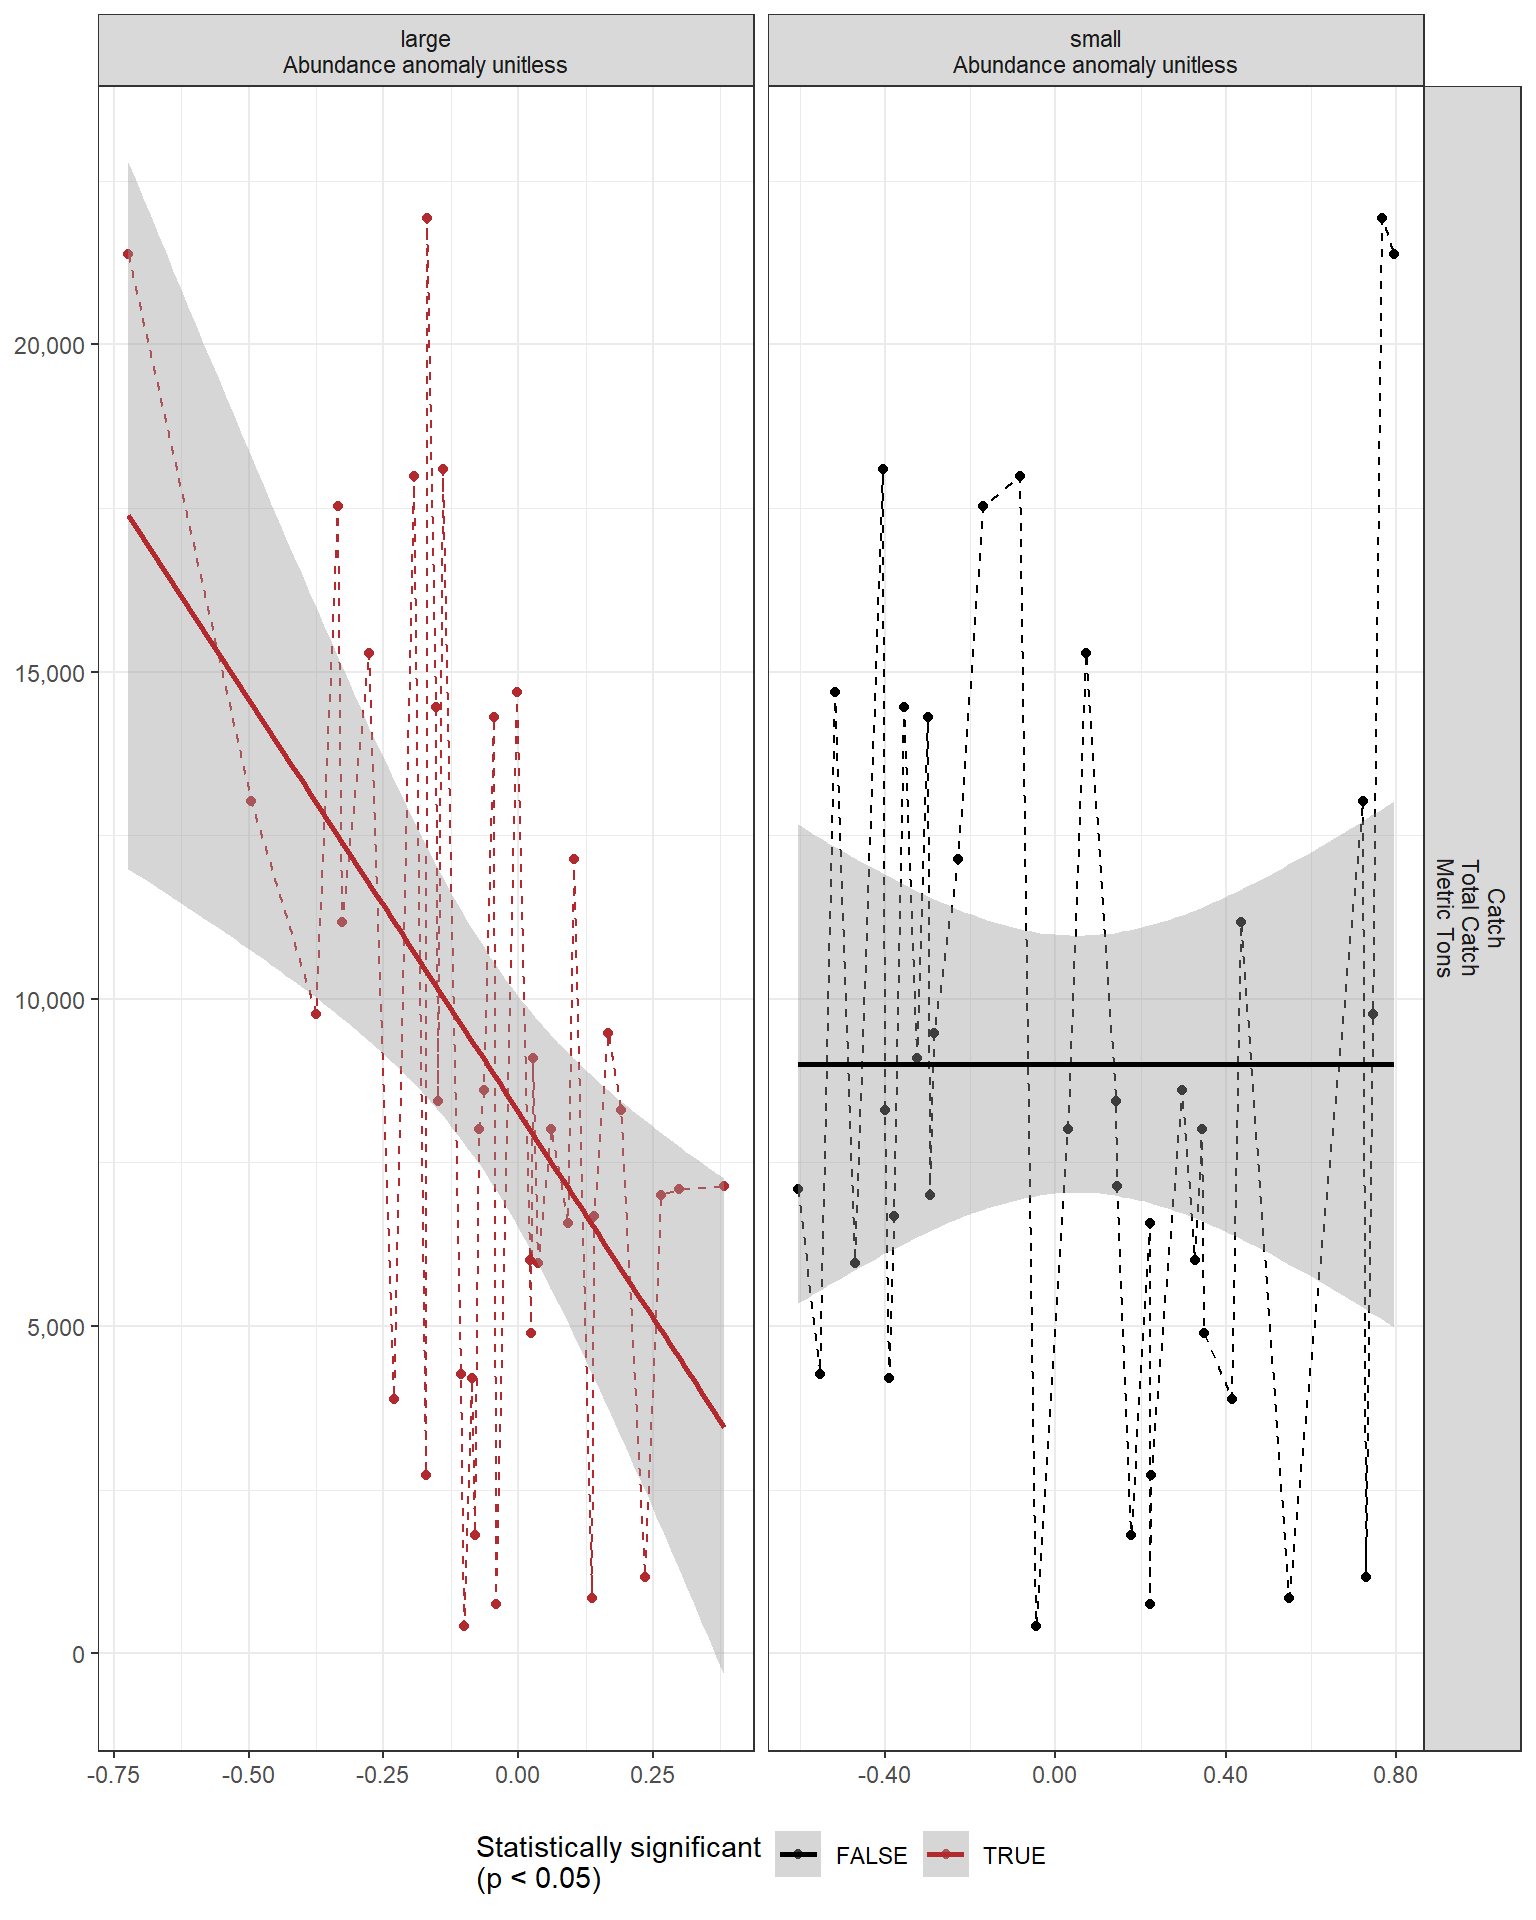 large
Abundance anomaly unitless
small
Abundance anomaly unitless
20,000
15,000
10,000
5,000
0
Catch
Total Catch
Metric Tons
-0.75
-0.50
-0.25
0.00
0.25
-0.40
0.00
0.40
0.80
Statistically significant
(p < 0.05)
FALSE
TRUE